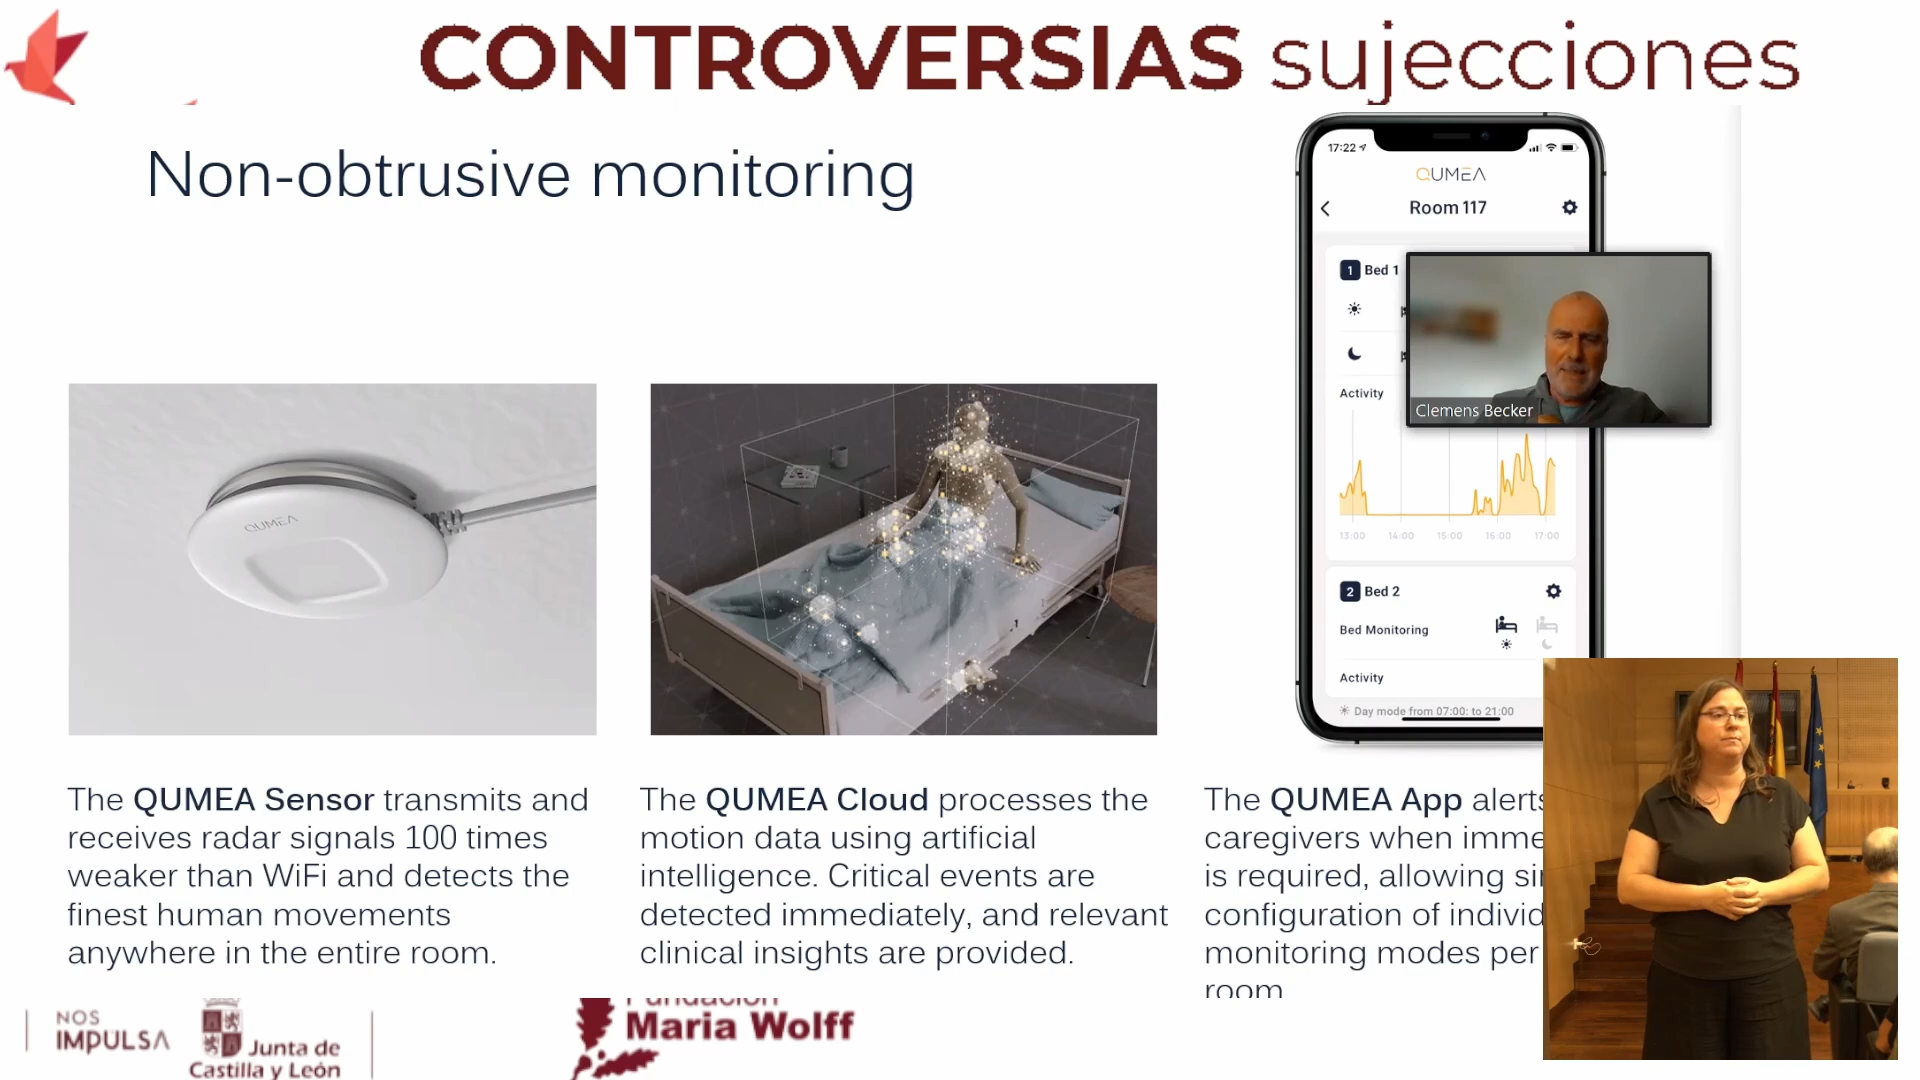 CONTROVERSIAS sujecciones
Non-obtrusive monitoring
17:22
QUMEA
Room 117
1 Bed 1
Activity
Clemens Becker
13:00 14:00 15:00 16:00 17:00
2 Bed 2
Bed Monitoring
Activity
Day mode from 07:00: to 21:00
QUMEA
1
The QUMEA Sensor transmits and
receives radar signals 100 times
weaker than WiFi and detects the
finest human movements
anywhere in the entire room.
The QUMEA Cloud processes the
motion data using artificial
intelligence. Critical events are
detected immediately, and relevant
clinical insights are provided.
The QUMEA App alerts
caregivers when imme
is required, allowing
configuration of individ
monitoring modes per
room
NOS
IMPULSA
Junta de
Castilla y León
Fundación
Maria Wolff